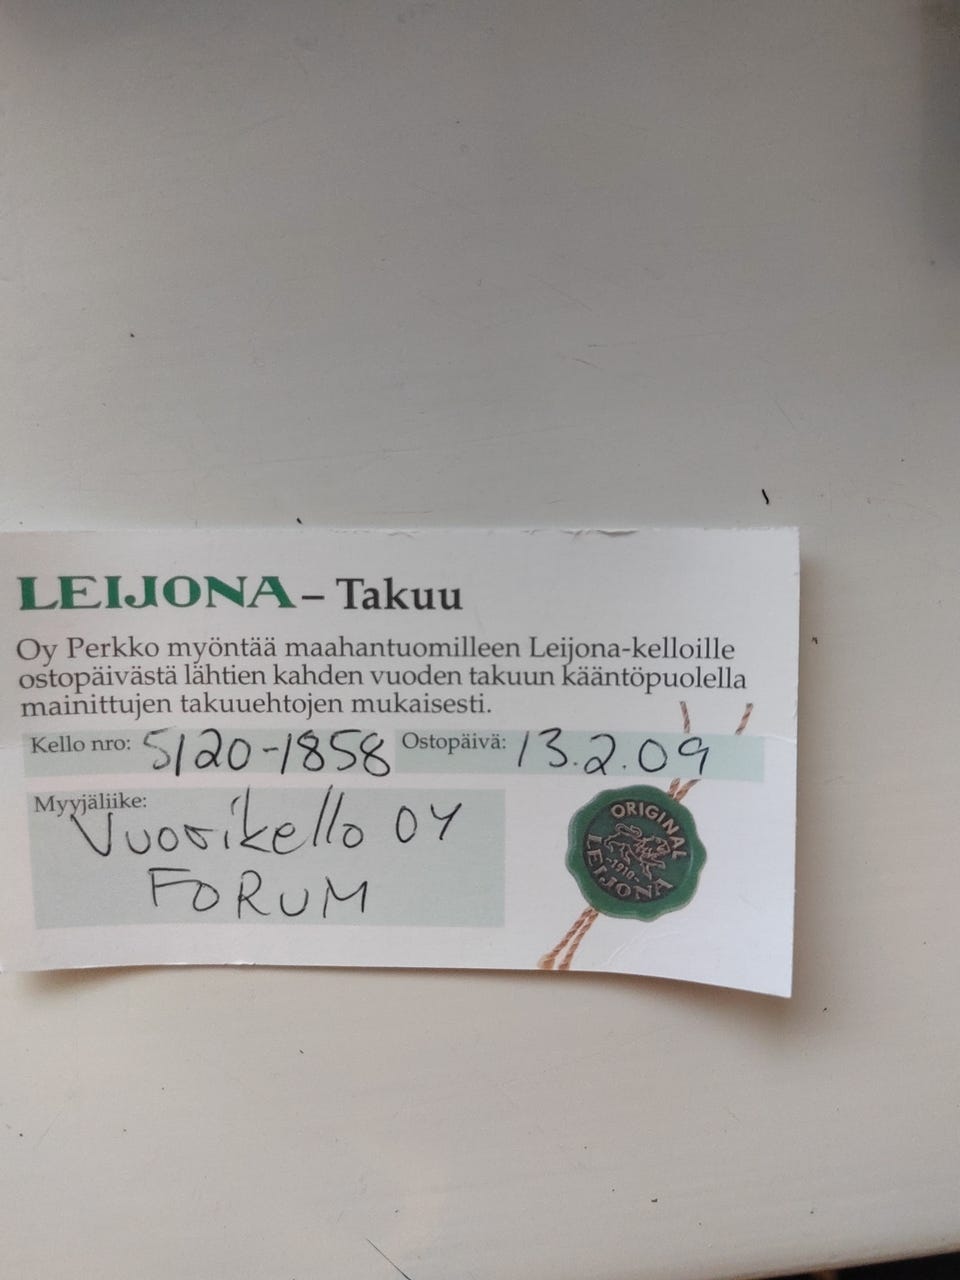 LEIJONA – Takuu
Oy Perkko myöntää maahantuomilleen Leijona-kelloille
ostopäivästä lähtien kahden vuoden takuun kääntöpuolella
mainittujen takuuehtojen mukaisesti.
Kello nro: 5120-1858 Ostopäivä: 13.2.09
Myyjäliike:
Vuorikello OY
FORUM
ORIGINAL
-1910-
LEIJONA